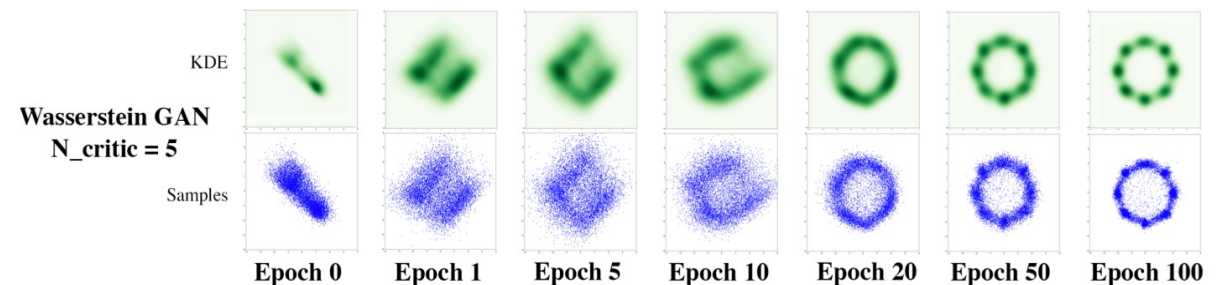 KDE
Wasserstein GAN
N_critic = 5
Samples
Epoch 0
Epoch 1
Epoch 5
Epoch 10
Epoch 20
Epoch 50
Epoch 100